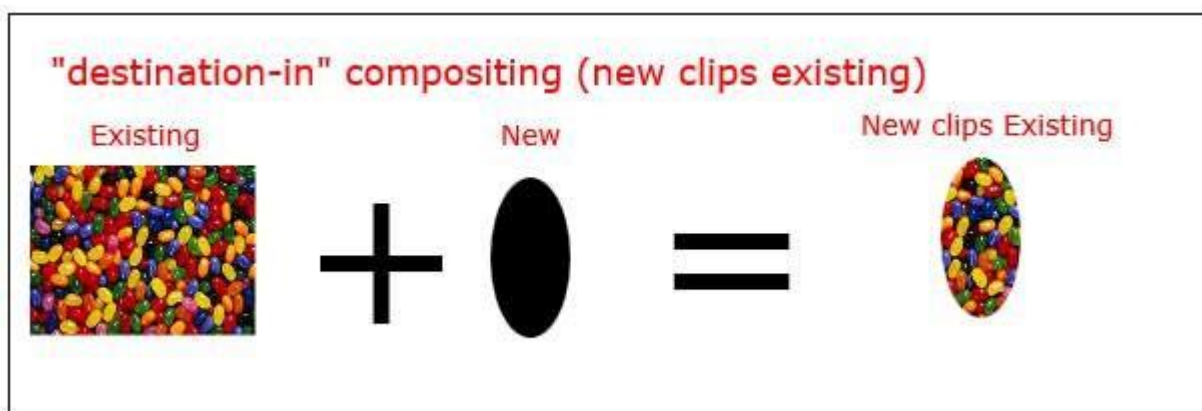 "destination-in" compositing (new clips existing)
Existing
New
New clips Existing